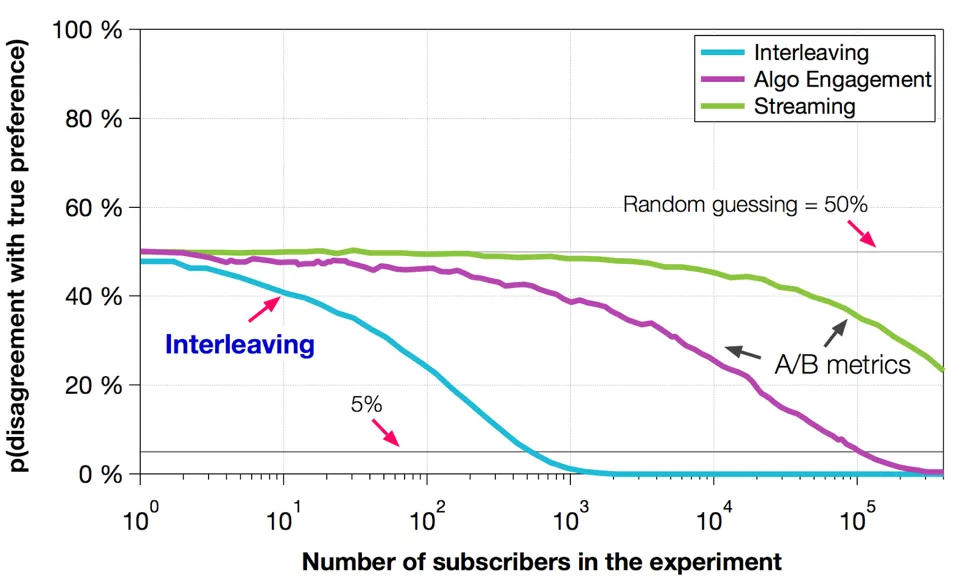 100 %
80 %
60 %
40 %
20 %
0 %
p(disagreement with true preference)
Interleaving
Algo Engagement
Streaming
Random guessing = 50%
Interleaving
A/B metrics
5%
10⁰
10¹
10²
10³
10⁴
10⁵
Number of subscribers in the experiment